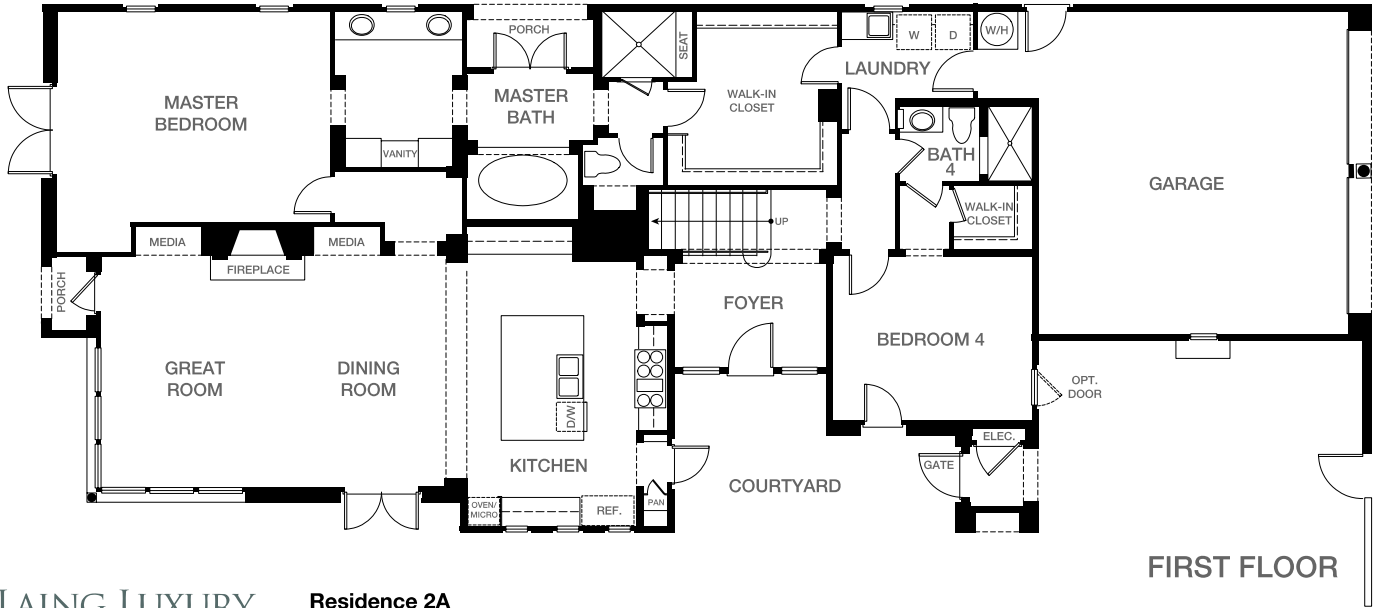 PORCH
SEAT
W
D
W/H
LAUNDRY
MASTER
BEDROOM
MASTER
BATH
WALK-IN
CLOSET
VANITY
BATH
4
GARAGE
WALK-IN
CLOSET
UP
MEDIA
MEDIA
FIREPLACE
PORCH
FOYER
BEDROOM 4
GREAT
ROOM
DINING
ROOM
OPT.
DOOR
D/W
KITCHEN
ELEC.
GATE
COURTYARD
OVEN/
MICRO
REF.
PAN
FIRST FLOOR
LAING LUXURY
Residence 2A